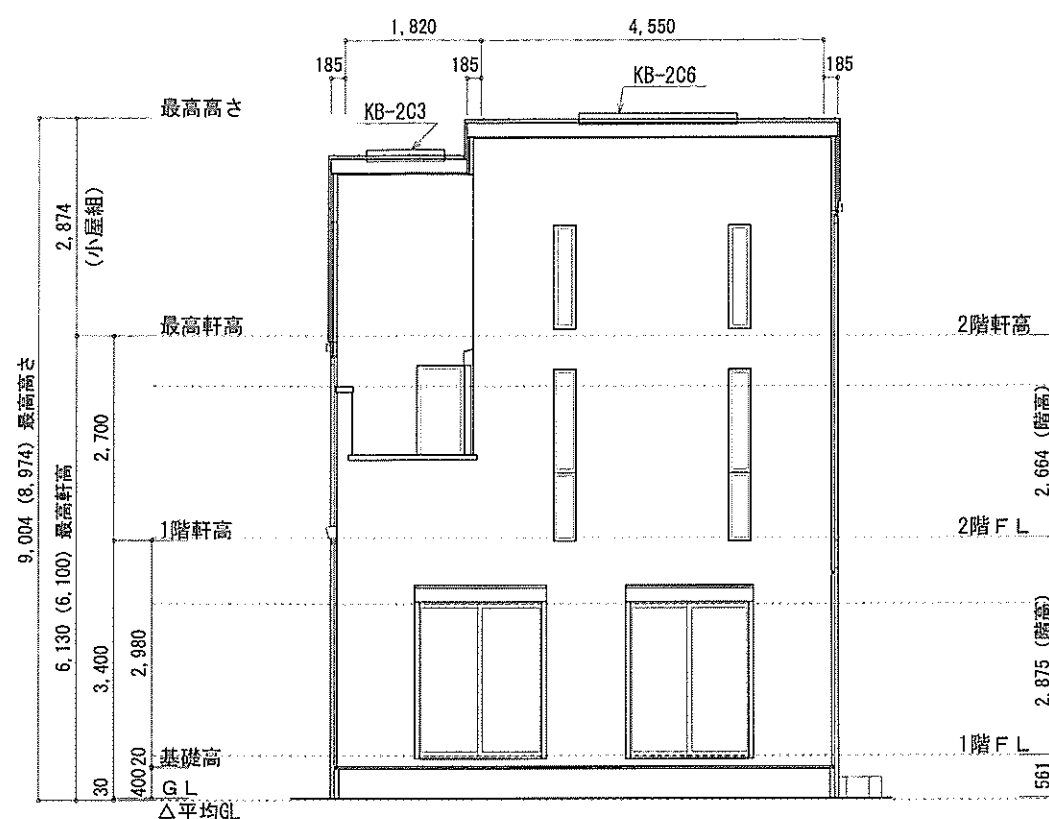 1,820
4,550
185
185
185
KB-2C3
KB-2C6
最高高さ
最高軒高
1階軒高
基礎高
GL
△平均GL
2階軒高
2階FL
1階FL
9,004 (8,974) 最高高さ
2,874
(小屋組)
6,130 (6,100) 最高軒高
2,700
3,400
30
2,980
20
400
2,664 (階高)
2,875 (階高)
561